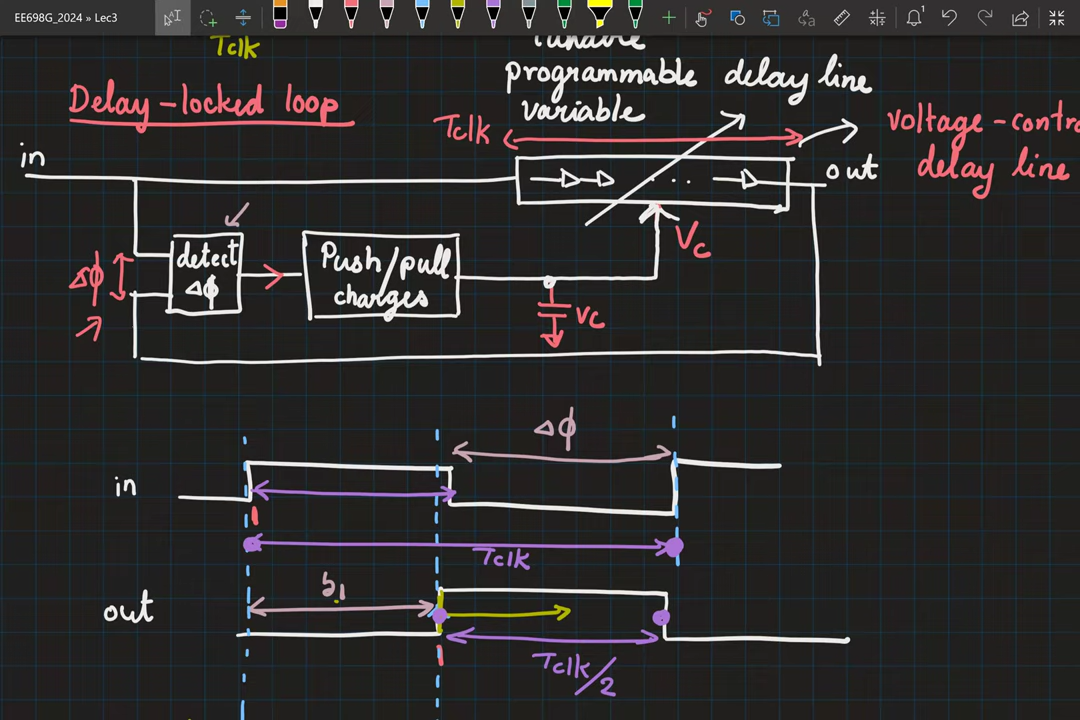 EE698G_2024 » Lec3
Tclk
Tunable
programmable delay line
variable
Delay-locked loop
Tclk
voltage-contro
delay line
in
out
detect
Δϕ
Push/pull
charges
Δϕ
Vc
Vc
Δϕ
in
Tclk
out
Tclk/2